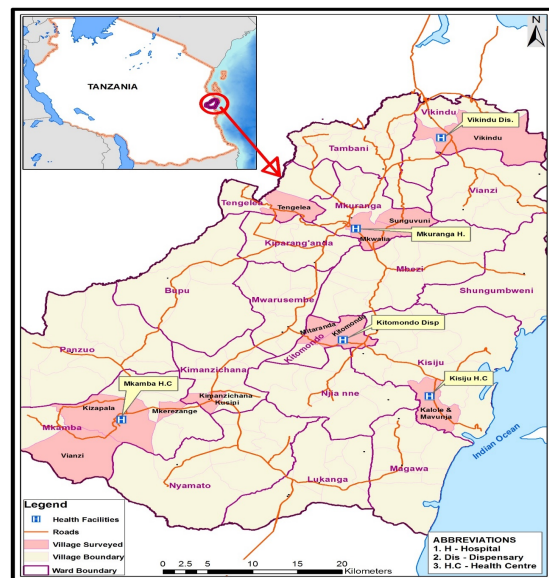 TANZANIA
N
Vikindu
Vikindu Dis.
Vikindu
Tambani
Vianzi
Tengelea
Tengelea
Mkuranga
Sunguvuni
Mkuranga H.
Mkwalia
Kiparang'anda
Mbezi
Bupu
Mwarusembe
Shungumbweni
Mitaranda
Kitomondo
Kitomondo Disp
Kitomondo
Panzuo
Kimanzichana
Kisiju
Mkamba H.C
Njia nne
Kisiju H.C
Kizapala
Kimanzichana
Kusini
Mkerezange
Kalole &
Mavunja
Mkamba
Vianzi
Indian Ocean
Nyamato
Lukanga
Magawa
Legend
Health Facilities
Roads
Village Surveyed
Village Boundary
Ward Boundary
0 2.5 5 10 15 20
Kilometers
ABBREVIATIONS
1. H - Hospital
2. Dis - Dispensary
3. H.C - Health Centre